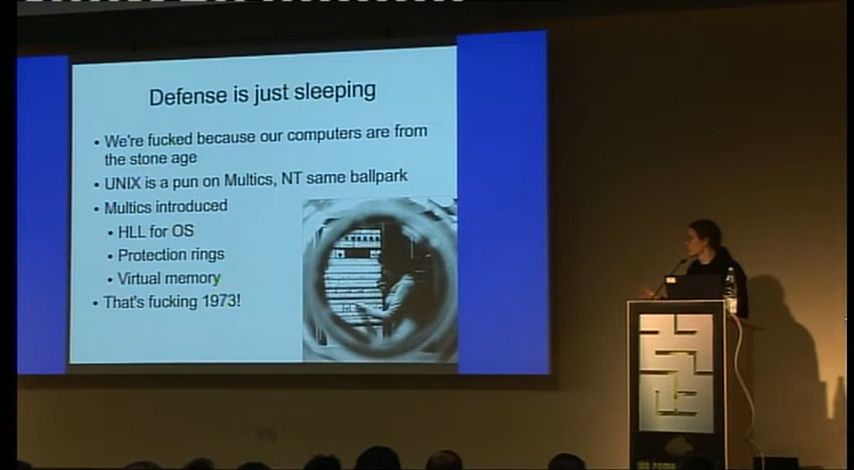 Defense is just sleeping
• We're fucked because our computers are from
the stone age
• UNIX is a pun on Multics, NT same ballpark
• Multics introduced
• HLL for OS
• Protection rings
• Virtual memory
• That's fucking 1973!